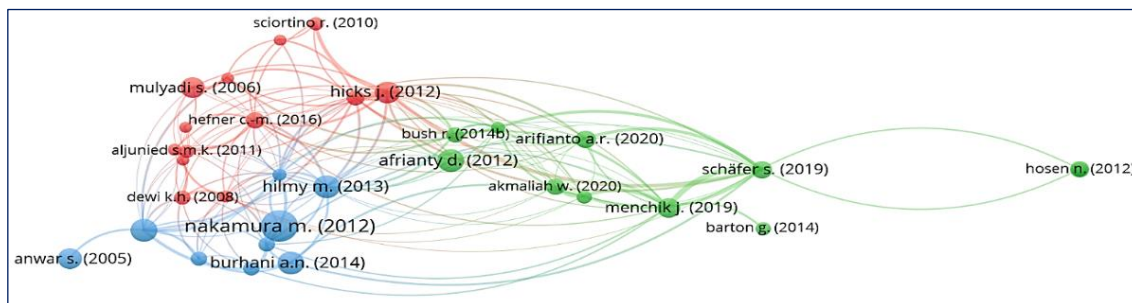 sciortino r. (2010)
mulyadi s. (2006)
hicks j. (2012)
hefner c.-m. (2016)
bush r. (2014b)
arifianto a.r. (2020)
aljunied s.m.k. (2011)
afrianty d. (2012)
schäfer s. (2019)
hosen n. (2012)
dewi k.h. (2008)
hilmy m. (2013)
akmaliah w. (2020)
menchik j. (2019)
nakamura m. (2012)
barton g. (2014)
anwar s. (2005)
burhani a.n. (2014)